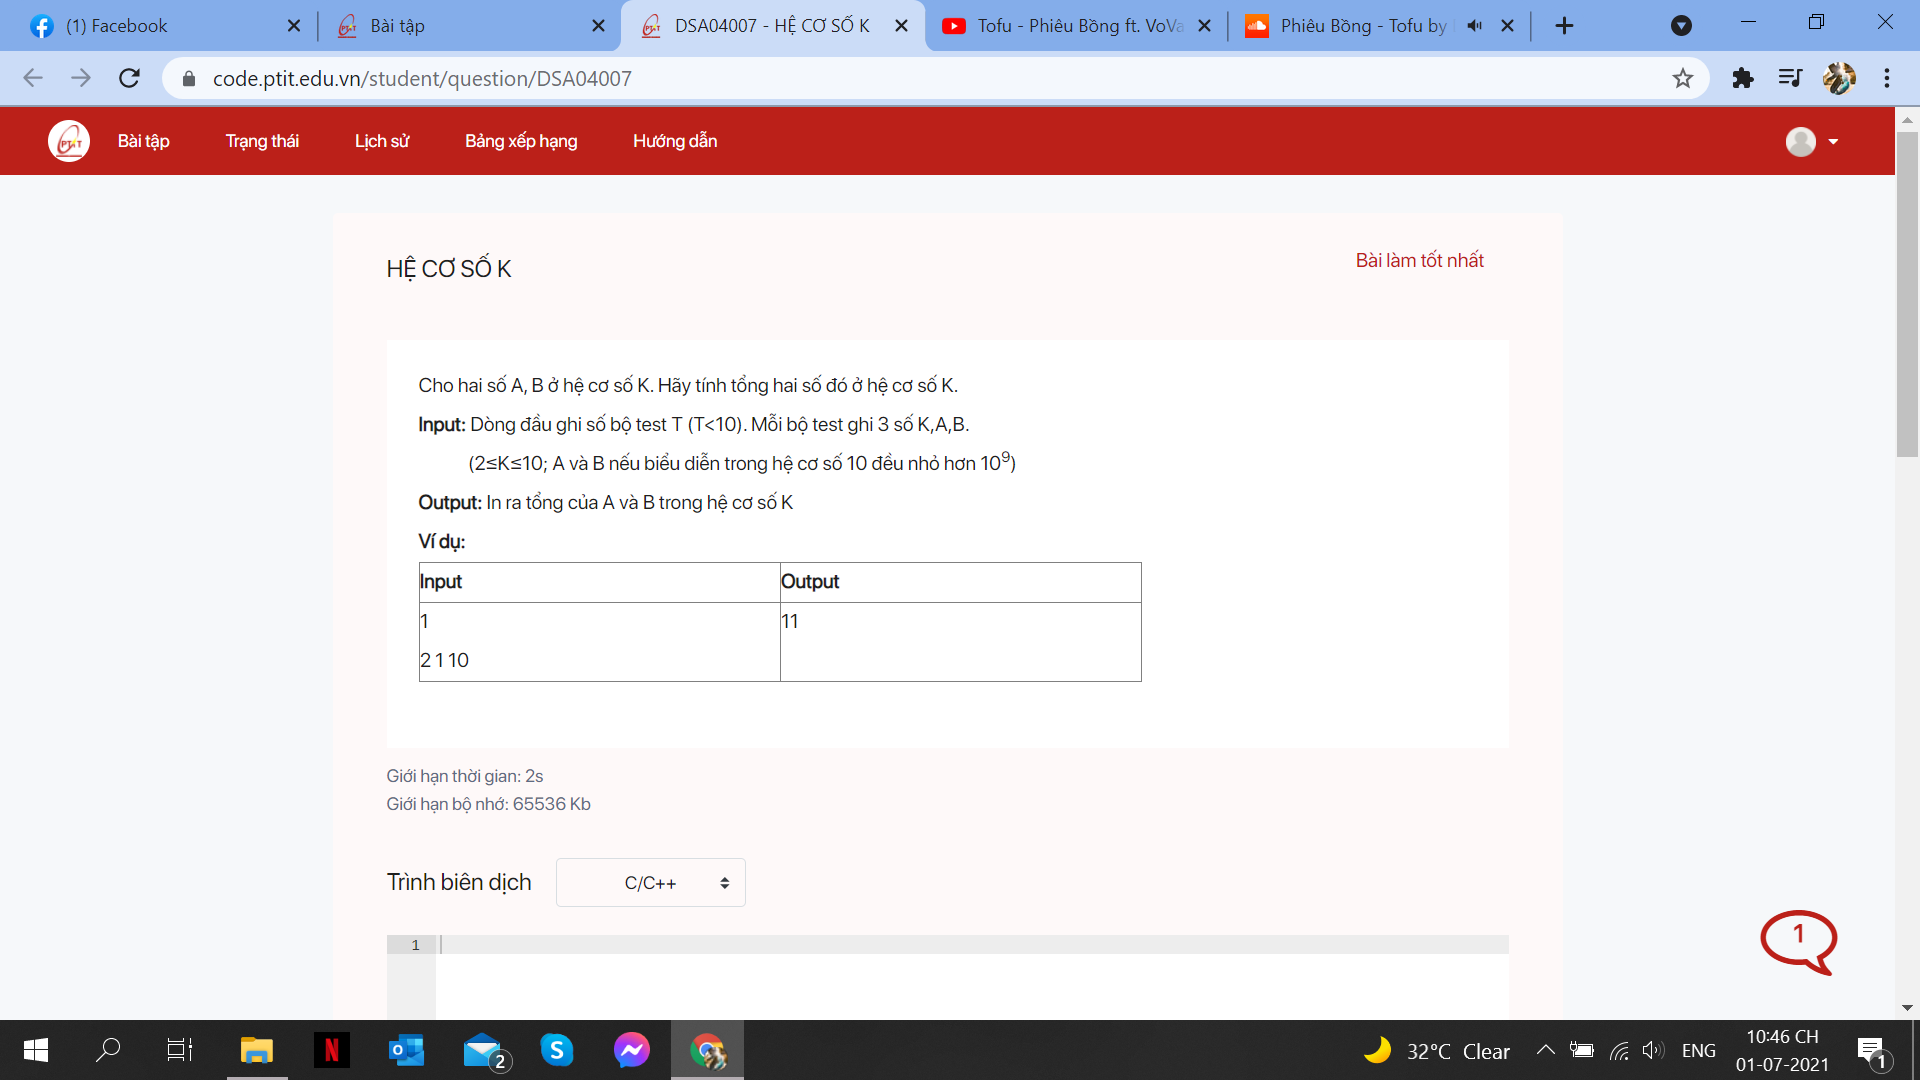 (1) Facebook
Bài tập
DSA04007 - HỆ CƠ SỐ K
Tofu - Phiêu Bồng ft. VoVa
Phiêu Bồng - Tofu by
code.ptit.edu.vn/student/question/DSA04007
PTIT Bài tập Trạng thái Lịch sử Bảng xếp hạng Hướng dẫn
HỆ CƠ SỐ K
Bài làm tốt nhất
Cho hai số A, B ở hệ cơ số K. Hãy tính tổng hai số đó ở hệ cơ số K.
Input: Dòng đầu ghi số bộ test T (T<10). Mỗi bộ test ghi 3 số K,A,B.
(2≤K≤10; A và B nếu biểu diễn trong hệ cơ số 10 đều nhỏ hơn 10⁹)
Output: In ra tổng của A và B trong hệ cơ số K
Ví dụ:
Input Output
1 11
2 1 10
Giới hạn thời gian: 2s
Giới hạn bộ nhớ: 65536 Kb
Trình biên dịch C/C++
1
1
2
32°C Clear
ENG
10:46 CH
01-07-2021
1